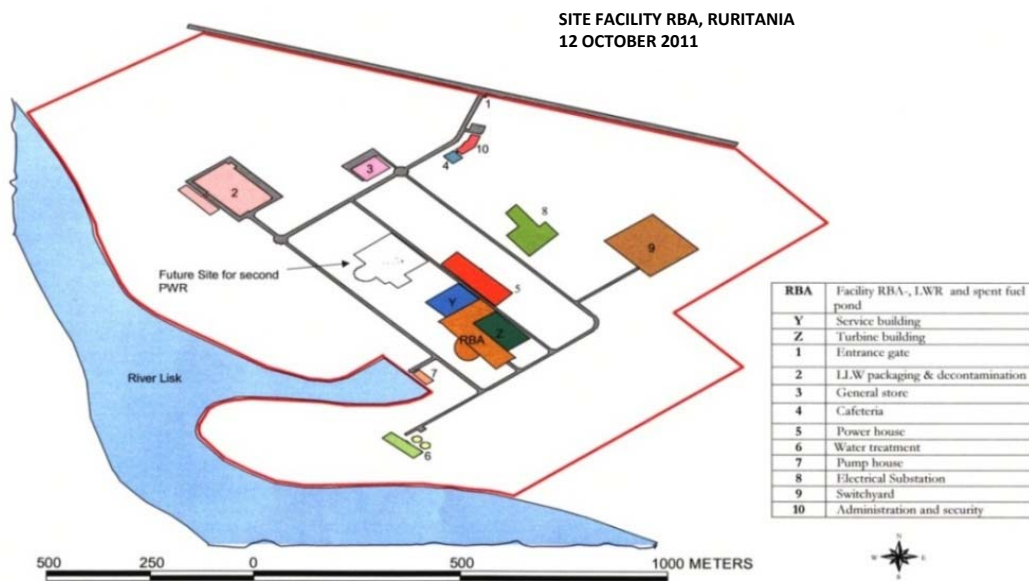 SITE FACILITY RBA, RURITANIA
12 OCTOBER 2011
1
10
4
3
2
8
9
Future Site for second
PWR
5
Y
Z
RBA
7
River Lisk
6
RBA Facility RBA-, LWR and spent fuel
pond
Y Service building
Z Turbine building
1 Entrance gate
2 LLW packaging & decontamination
3 General store
4 Cafeteria
5 Power house
6 Water treatment
7 Pump house
8 Electrical Substation
9 Switchyard
10 Administration and security
N
W E
S
500 250 0 500 1000 METERS